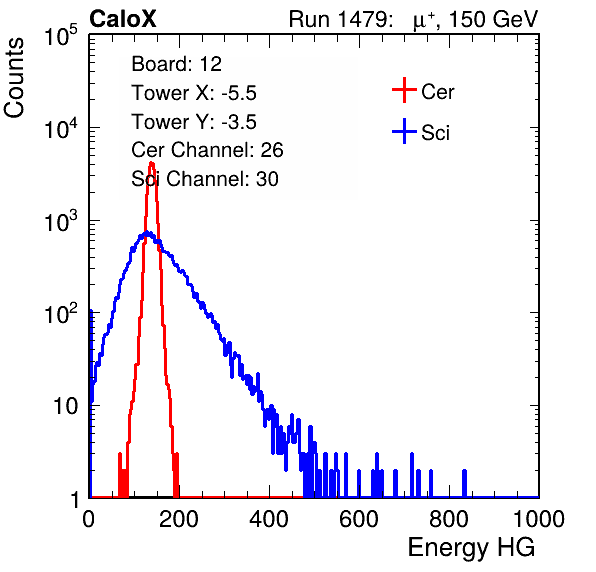 CaloX Run 1479: μ⁺, 150 GeV
Counts
Board: 12
Tower X: -5.5
Tower Y: -3.5
Cer Channel: 26
Sci Channel: 30
Cer
Sci
10⁵
10⁴
10³
10²
10
1
0 200 400 600 800 1000
Energy HG